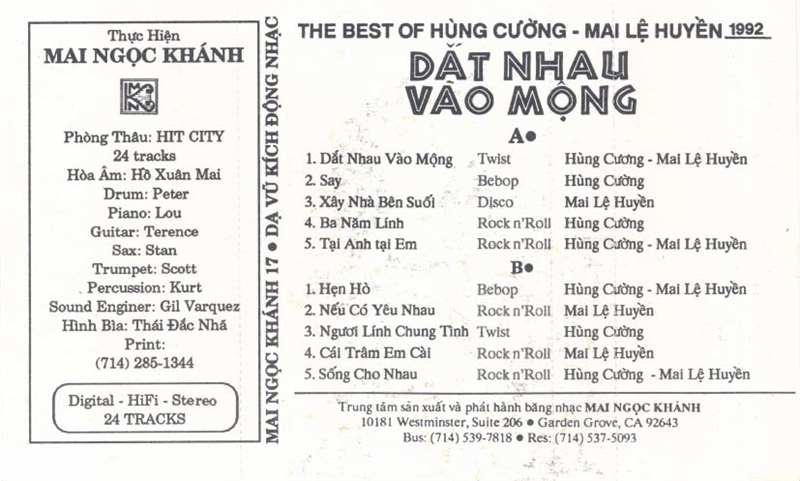 Thực Hiện
MAI NGỌC KHÁNH
Phòng Thâu: HIT CITY
24 tracks
Hòa Âm: Hồ Xuân Mai
Drum: Peter
Piano: Lou
Guitar: Terence
Sax: Stan
Trumpet: Scott
Percussion: Kurt
Sound Enginer: Gil Varquez
Hình Bìa: Thái Đắc Nhã
Print:
(714) 285-1344
Digital - HiFi - Stereo
24 TRACKS
MAI NGỌC KHÁNH 17 ● DẠ VŨ KÍCH ĐỘNG NHẠC
THE BEST OF HÙNG CƯỜNG - MAI LỆ HUYỀN 1992
DẮT NHAU
VÀO MỘNG
A●
1. Dắt Nhau Vào Mộng Twist Hùng Cương - Mai Lệ Huyền
2. Say Bebop Hùng Cường
3. Xây Nhà Bên Suối Disco Mai Lệ Huyền
4. Ba Năm Lính Rock n'Roll Hùng Cường
5. Tại Anh tại Em Rock n'Roll Hùng Cường - Mai Lệ Huyền
B●
1. Hẹn Hò Bebop Hùng Cường - Mai Lệ Huyền
2. Nếu Có Yêu Nhau Rock n'Roll Mai Lệ Huyền
3. Ngươi Lính Chung Tình Twist Hùng Cường
4. Cái Trâm Em Cài Rock n'Roll Mai Lệ Huyền
5. Sống Cho Nhau Rock n'Roll Hùng Cường - Mai Lệ Huyền
Trung tâm sản xuất và phát hành băng nhạc MAI NGỌC KHÁNH
10181 Westminster, Suite 206 ● Garden Grove, CA 92643
Bus: (714) 539-7818 ● Res: (714) 537-5093